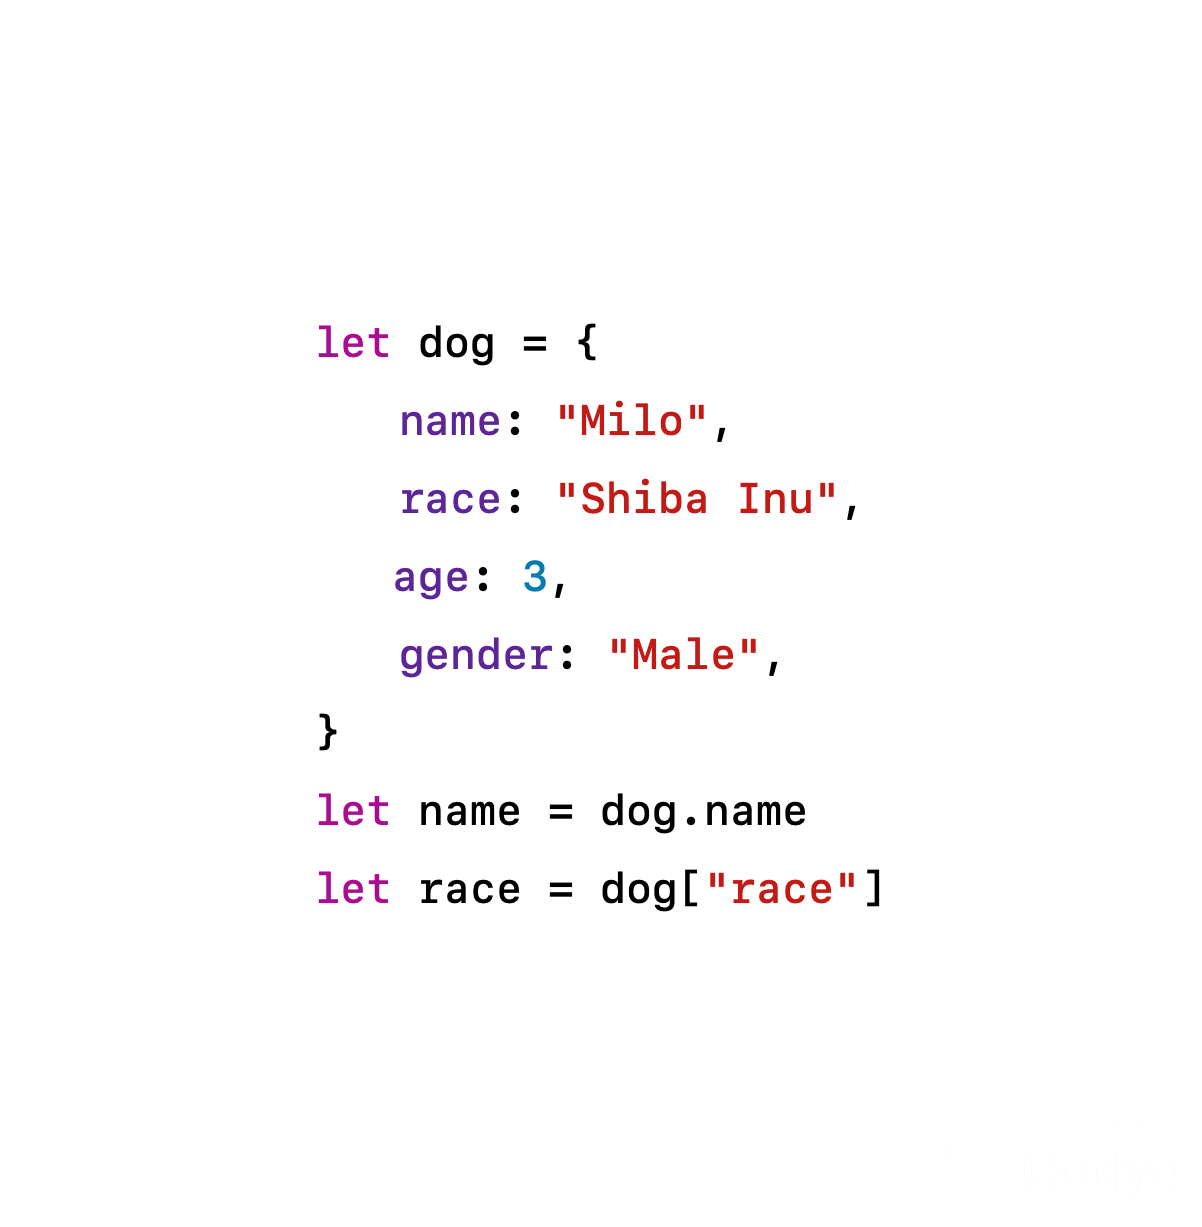 let dog = {
name: "Milo",
race: "Shiba Inu",
age: 3,
gender: "Male",
}
let name = dog.name
let race = dog["race"]